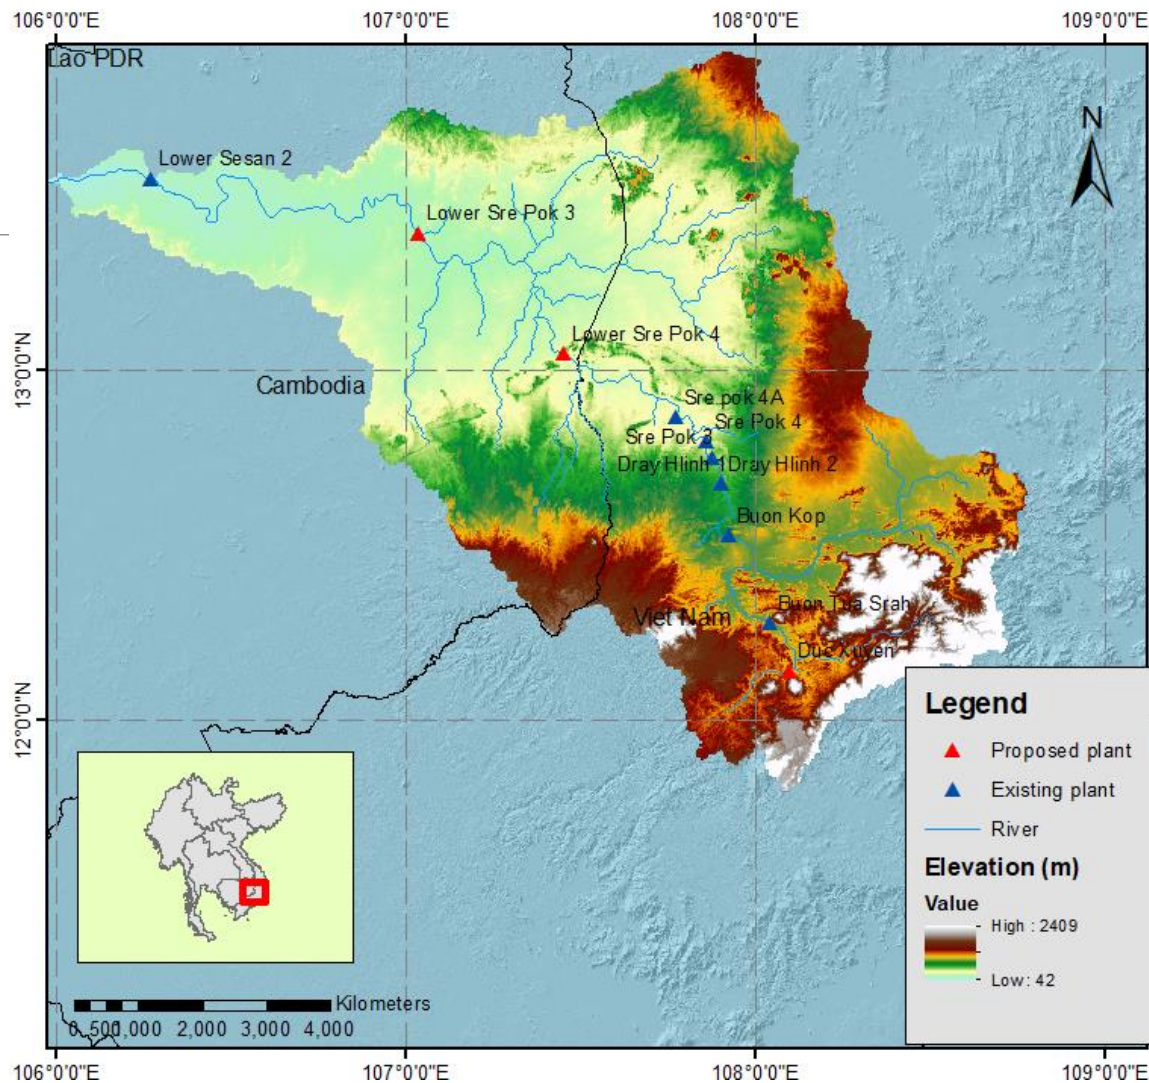 106°0'0"E 107°0'0"E 108°0'0"E 109°0'0"E
Lao PDR
N
Lower Sesan 2
Lower Sre Pok 3
Lower Sre Pok 4
13°0'0"N
Cambodia
Sre pok 4A
Sre Pok 4
Sre Pok 3
Dray Hlinh 1 Dray Hlinh 2
Buon Kop
Buon Tua Srah
Viet Nam
Duc Xuyen
12°0'0"N
Legend
Proposed plant
Existing plant
River
Elevation (m)
Value
High : 2409
Low: 42
Kilometers
0 500 1,000 2,000 3,000 4,000
106°0'0"E 107°0'0"E 108°0'0"E 109°0'0"E